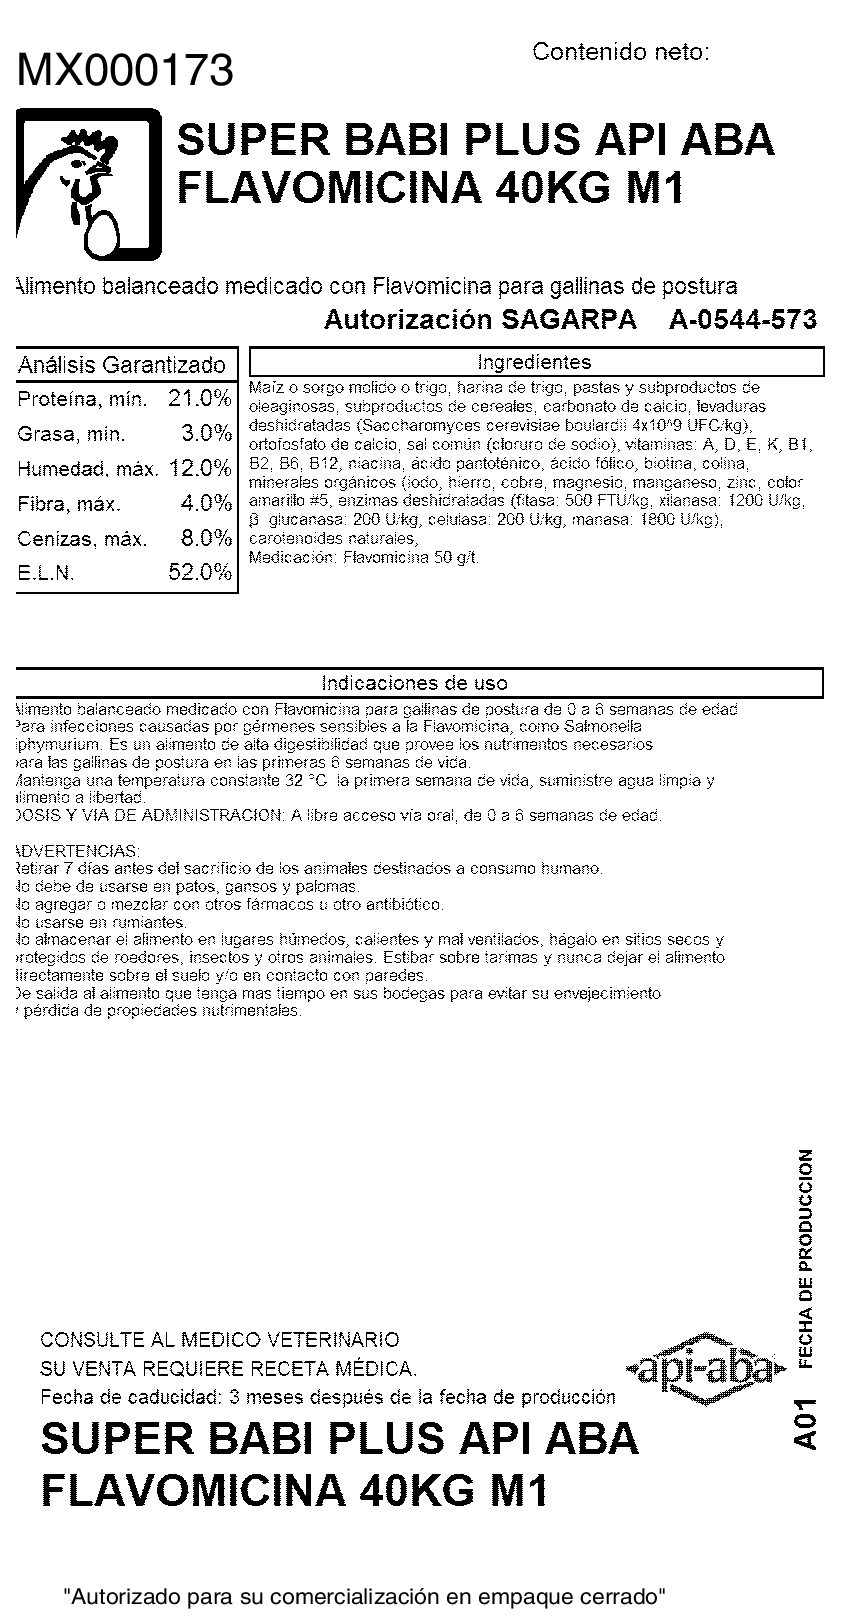 Contenido neto:
MX000173
SUPER BABI PLUS API ABA
FLAVOMICINA 40KG M1
Alimento balanceado medicado con Flavomicina para gallinas de postura
Autorización SAGARPA A-0544-573
Análisis Garantizado
Proteína, mín. 21.0%
Grasa, mín. 3.0%
Humedad, máx. 12.0%
Fibra, máx. 4.0%
Cenizas, máx. 8.0%
E.L.N. 52.0%
Ingredientes
Maíz o sorgo molido o trigo, harina de trigo, pastas y subproductos de
oleaginosas, subproductos de cereales, carbonato de calcio, levaduras
deshidratadas (Saccharomyces cerevisiae boulardii 4x10^9 UFC/kg),
ortofosfato de calcio, sal común (cloruro de sodio), vitaminas: A, D, E, K, B1,
B2, B6, B12, niacina, ácido pantoténico, ácido fólico, biotina, colina,
minerales orgánicos (iodo, hierro, cobre, magnesio, manganeso, zinc, color
amarillo #5, enzimas deshidratadas (fitasa: 500 FTU/kg, xilanasa: 1200 U/kg,
β glucanasa: 200 U/kg, celulasa: 200 U/kg, manasa: 1800 U/kg),
carotenoides naturales,
Medicación: Flavomicina 50 g/t.
Indicaciones de uso
Alimento balanceado medicado con Flavomicina para gallinas de postura de 0 a 6 semanas de edad
Para infecciones causadas por gérmenes sensibles a la Flavomicina, como Salmonella
iphymurium. Es un alimento de alta digestibilidad que provee los nutrimentos necesarios
para las gallinas de postura en las primeras 6 semanas de vida.
Mantenga una temperatura constante 32 °C la primera semana de vida, suministre agua limpia y
alimento a libertad.
DOSIS Y VIA DE ADMINISTRACION: A libre acceso vía oral, de 0 a 6 semanas de edad.
ADVERTENCIAS:
Retirar 7 días antes del sacrificio de los animales destinados a consumo humano.
No debe de usarse en patos, gansos y palomas.
No agregar o mezclar con otros fármacos u otro antibiótico.
No usarse en rumiantes.
No almacenar el alimento en lugares húmedos, calientes y mal ventilados, hágalo en sitios secos y
protegidos de roedores, insectos y otros animales. Estibar sobre tarimas y nunca dejar el alimento
directamente sobre el suelo y/o en contacto con paredes.
De salida al alimento que tenga mas tiempo en sus bodegas para evitar su envejecimiento
y pérdida de propiedades nutrimentales.
A01 FECHA DE PRODUCCION
CONSULTE AL MEDICO VETERINARIO
SU VENTA REQUIERE RECETA MÉDICA.
Fecha de caducidad: 3 meses después de la fecha de producción
api-aba
SUPER BABI PLUS API ABA
FLAVOMICINA 40KG M1
"Autorizado para su comercialización en empaque cerrado"